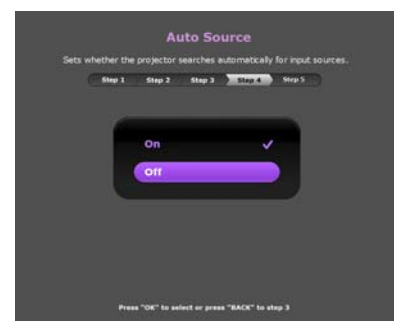 Auto Source
Sets whether the projector searches automatically for input sources.
Step 1 Step 2 Step 3 Step 4 Step 5
On
Off
Press "OK" to select or press "BACK" to step 3